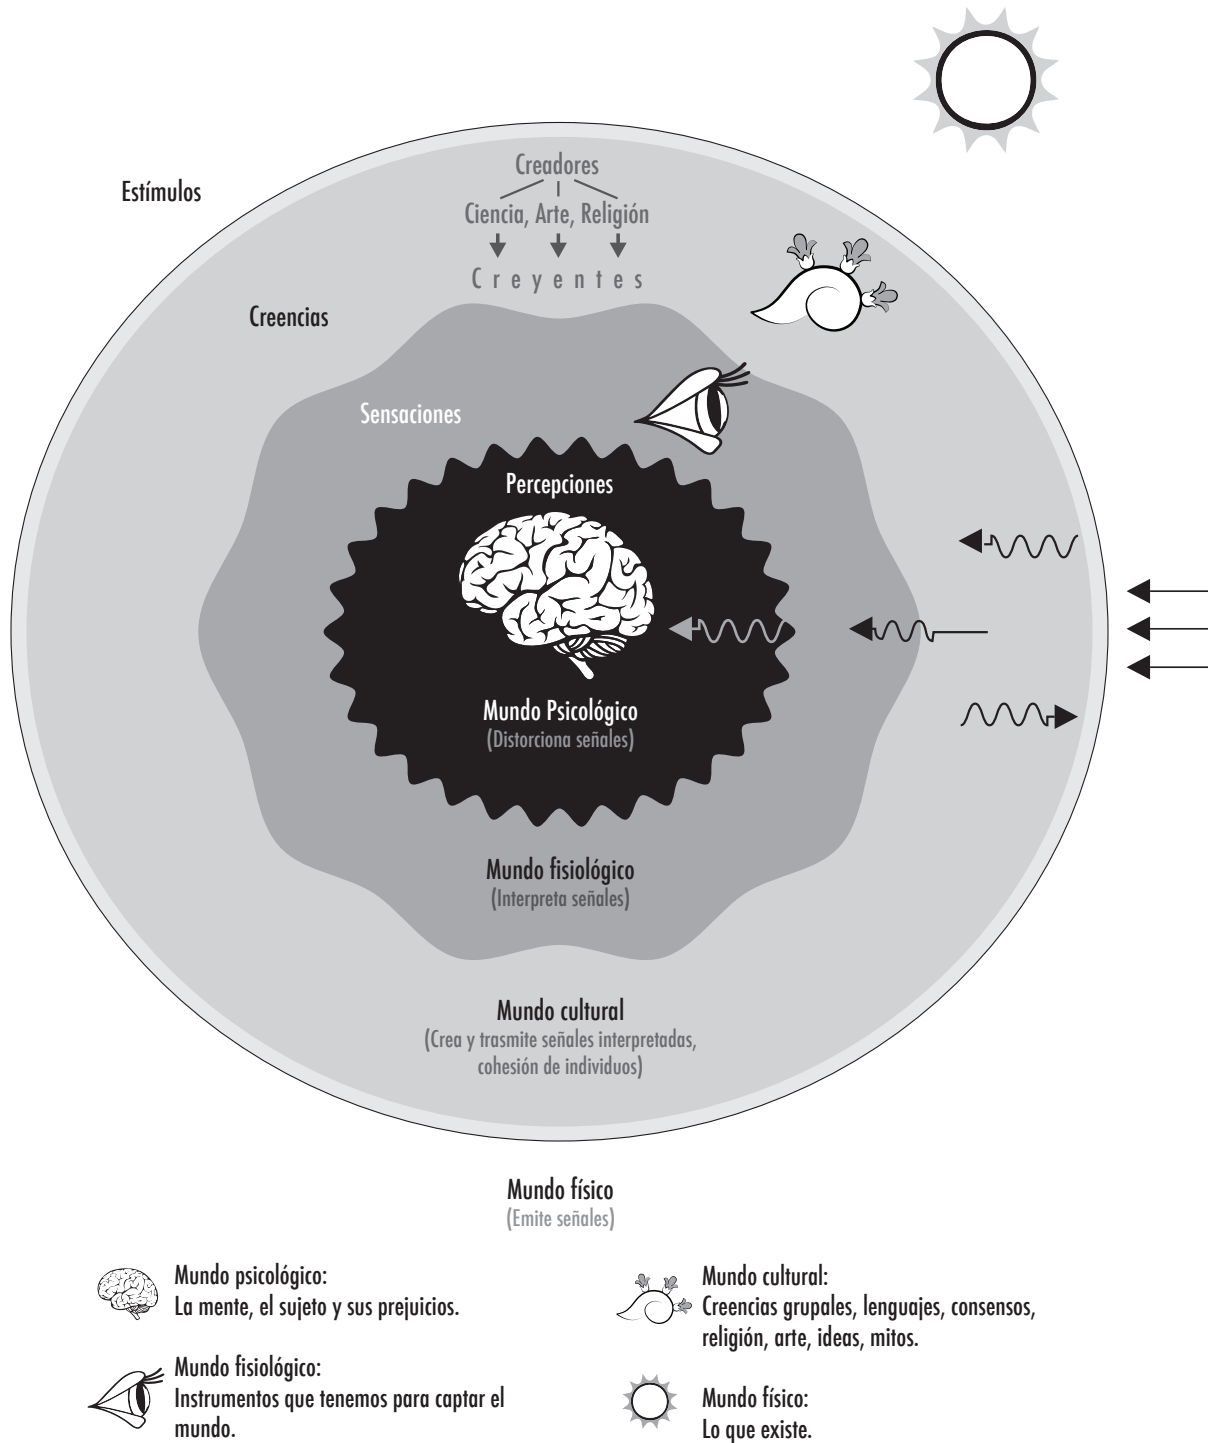 Estímulos
Creadores
Ciencia, Arte, Religión
Creyentes
Creencias
Sensaciones
Percepciones
Mundo Psicológico
(Distorciona señales)
Mundo fisiológico
(Interpreta señales)
Mundo cultural
(Crea y trasmite señales interpretadas,
cohesión de individuos)
Mundo físico
(Emite señales)
Mundo psicológico:
La mente, el sujeto y sus prejuicios.
Mundo fisiológico:
Instrumentos que tenemos para captar el
mundo.
Mundo cultural:
Creencias grupales, lenguajes, consensos,
religión, arte, ideas, mitos.
Mundo físico:
Lo que existe.